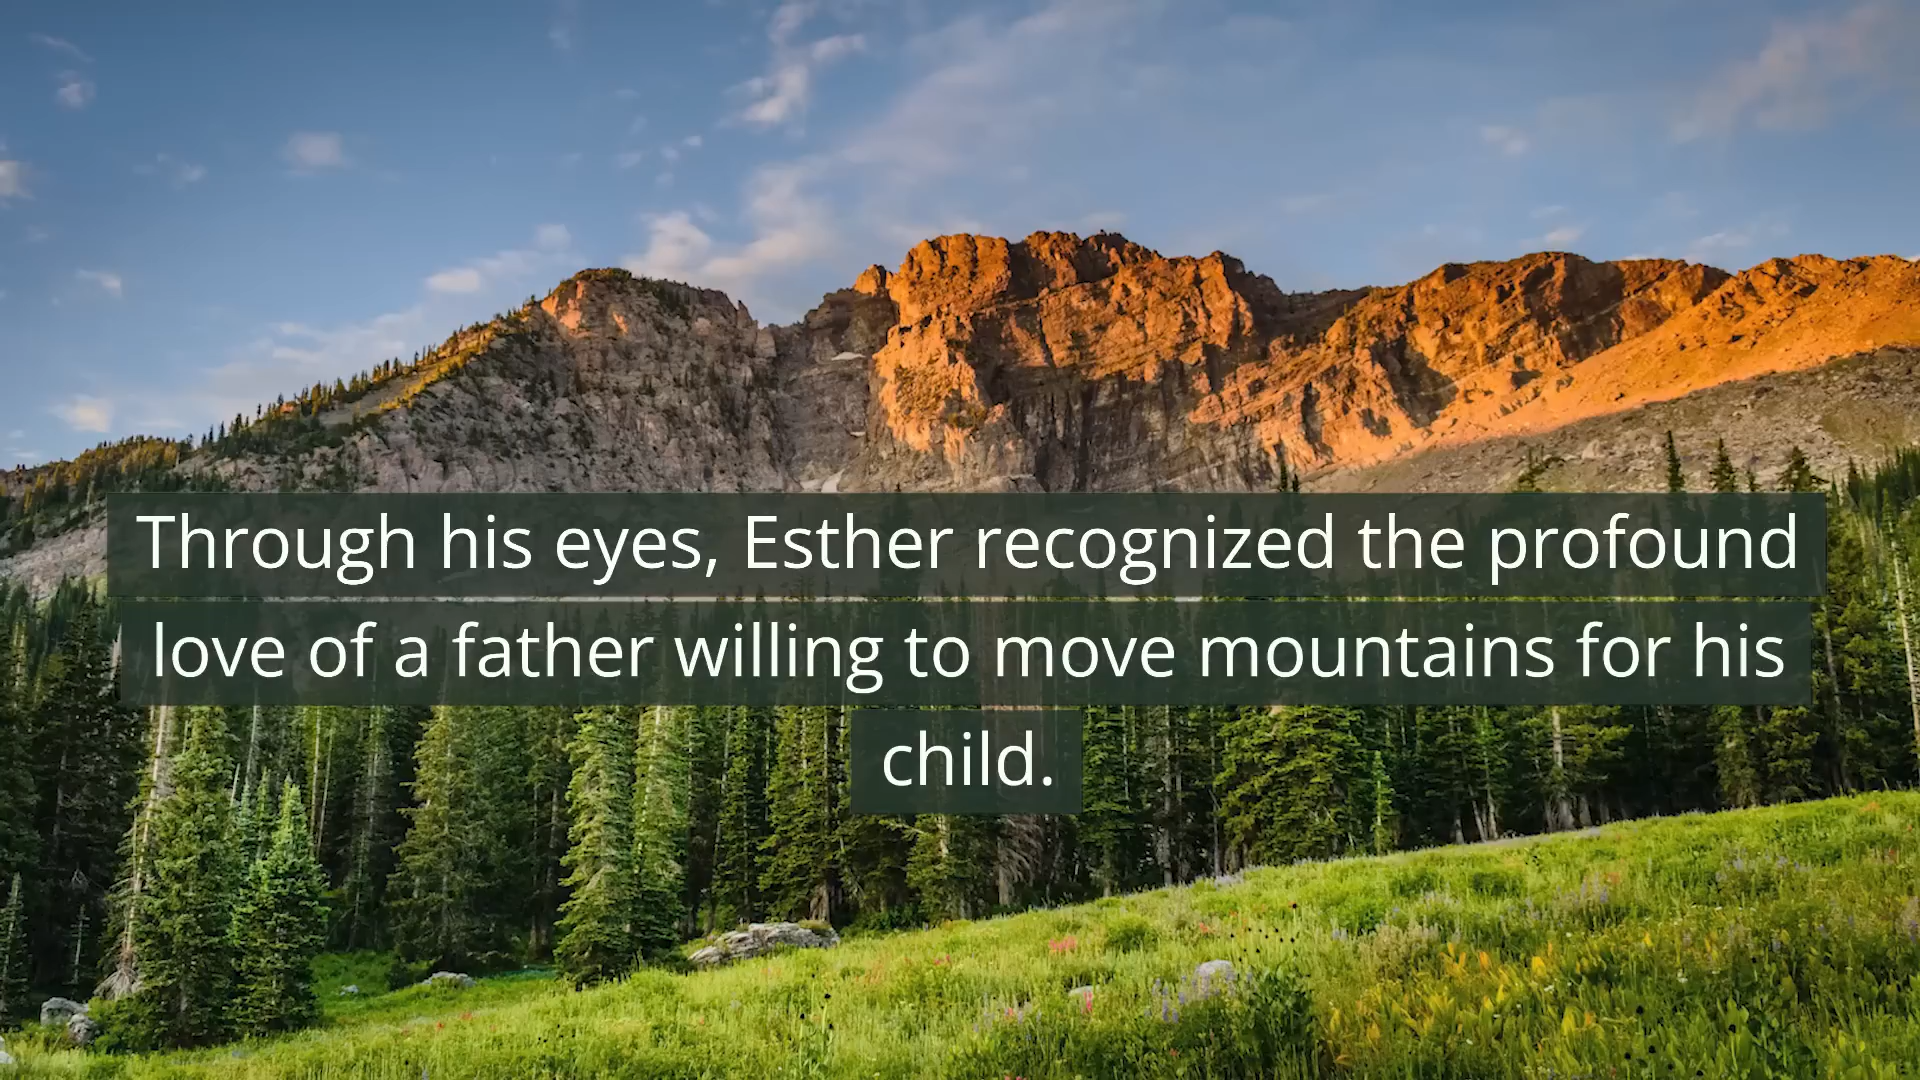 Through his eyes, Esther recognized the profound
love of a father willing to move mountains for his
child.